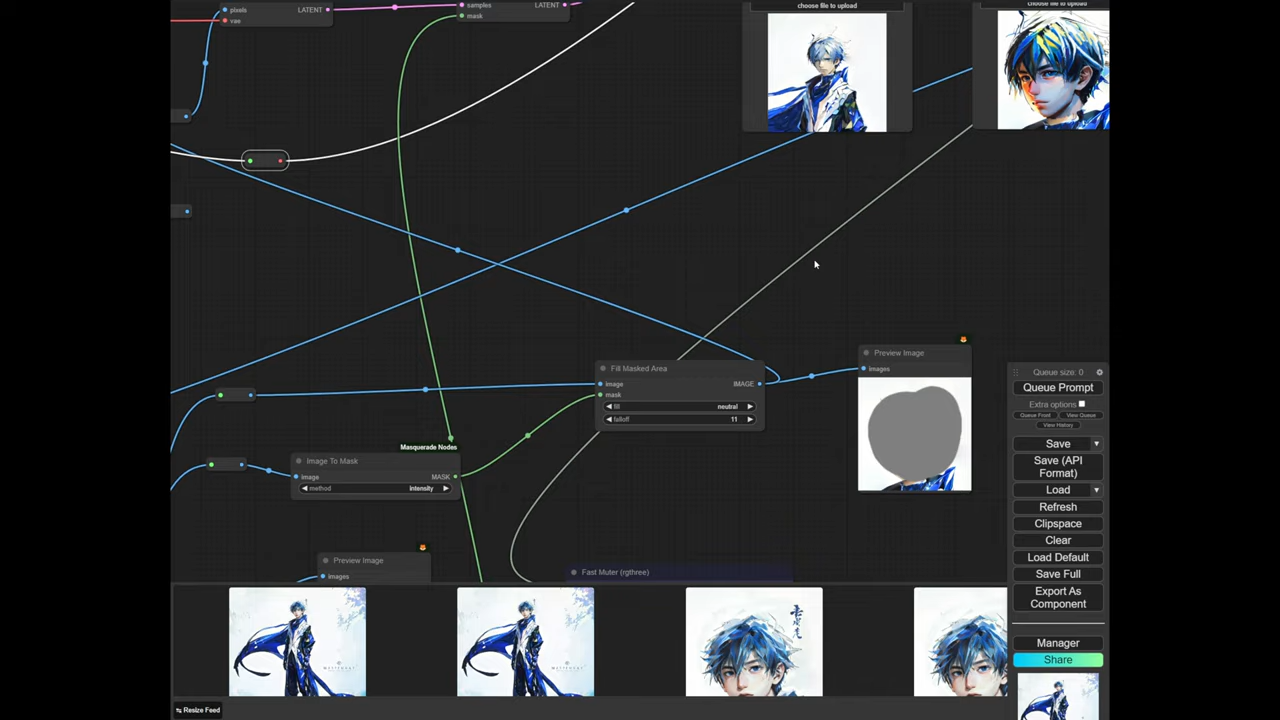 pixels
LATENT
vae
samples
LATENT
mask
choose file to upload
choose file to upload
Fill Masked Area
image
IMAGE
mask
fill
neutral
falloff
11
Preview Image
images
Masquerade Nodes
Image To Mask
image
MASK
method
intensity
Preview Image
images
Fast Muter (rgthree)
Queue size: 0
Queue Prompt
Extra options
Queue Front
View Queue
View History
Save
Save (API
Format)
Load
Refresh
Clipspace
Clear
Load Default
Save Full
Export As
Component
Manager
Share
Resize Feed